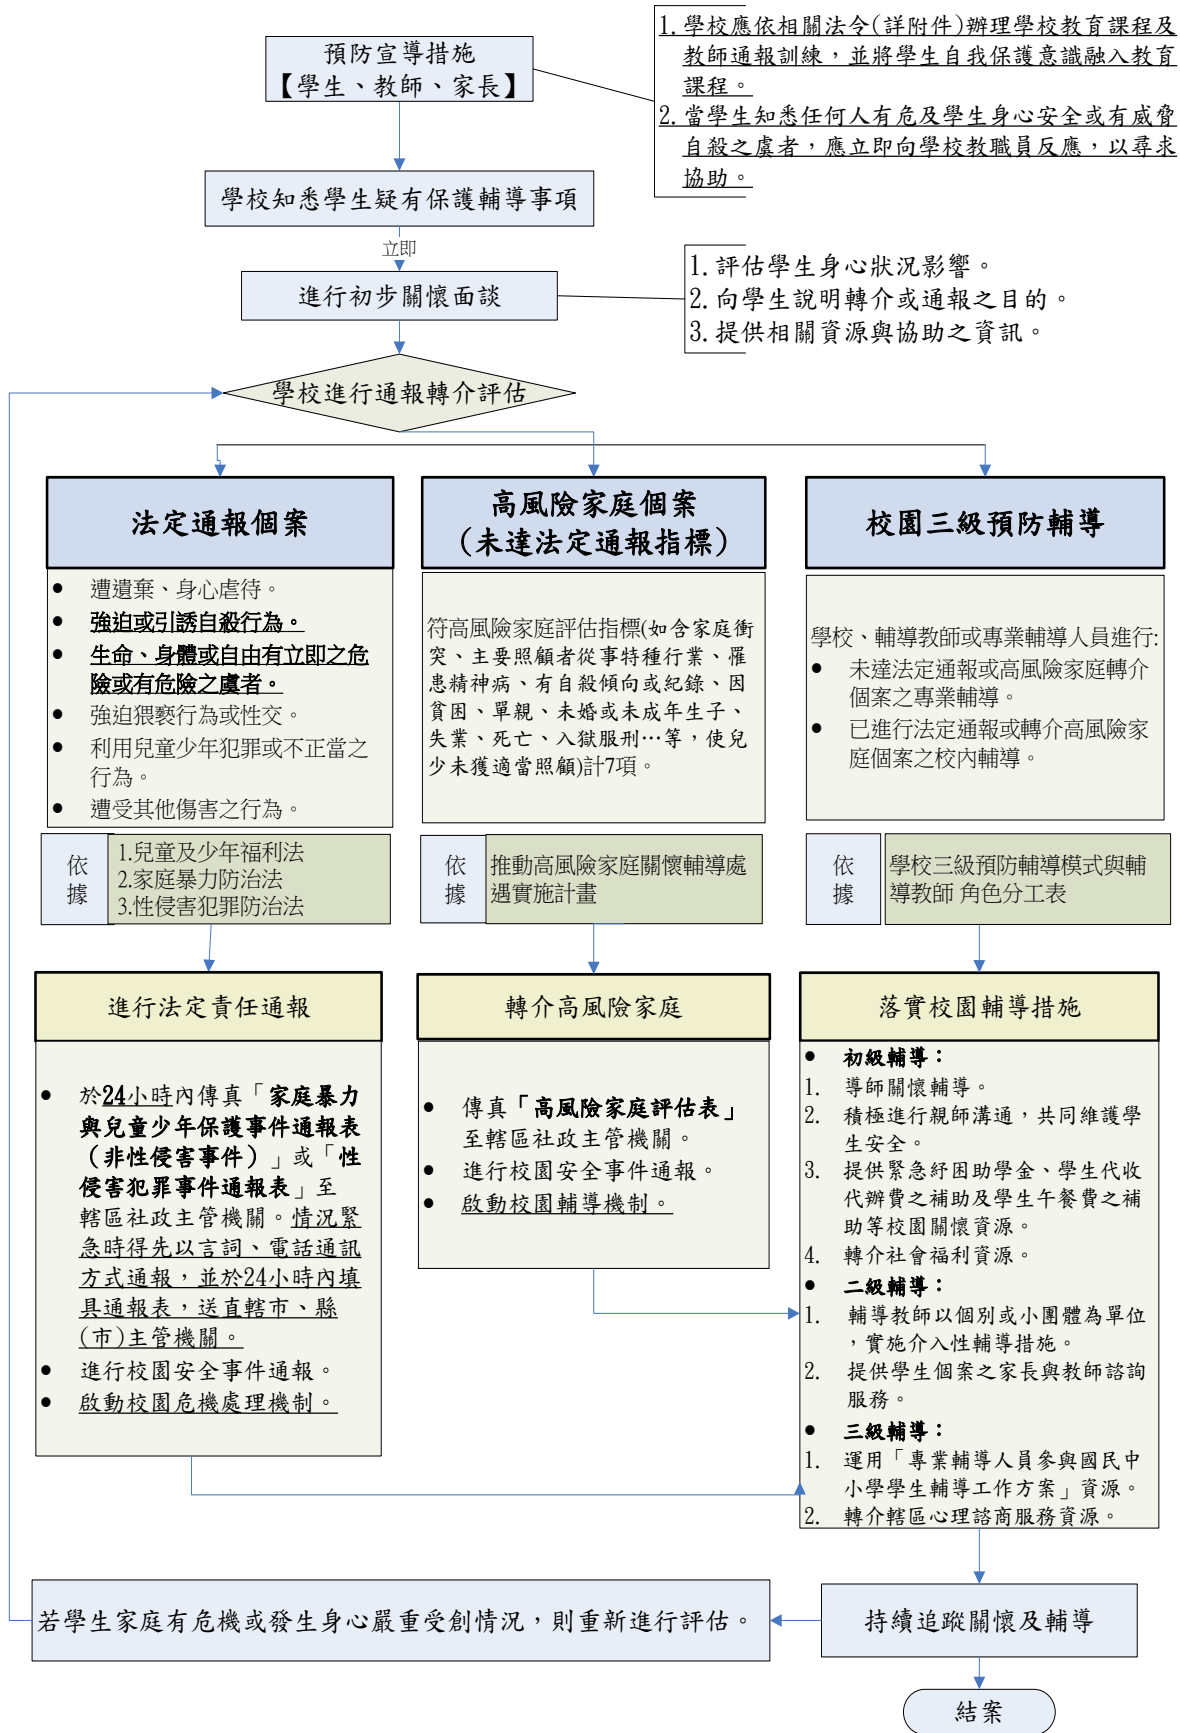 預防宣導措施
【學生、教師、家長】
1.學校應依相關法令(詳附件)辦理學校教育課程及
教師通報訓練，並將學生自我保護意識融入教育
課程。
2.當學生知悉任何人有危及學生身心安全或有威脅
自殺之虞者，應立即向學校教職員反應，以尋求
協助。
學校知悉學生疑有保護輔導事項
立即
進行初步關懷面談
1.評估學生身心狀況影響。
2.向學生說明轉介或通報之目的。
3.提供相關資源與協助之資訊。
學校進行通報轉介評估
法定通報個案
● 遭遺棄、身心虐待。
● 強迫或引誘自殺行為。
● 生命、身體或自由有立即之危
險或有危險之虞者。
● 強迫猥褻行為或性交。
● 利用兒童少年犯罪或不正當之
行為。
● 遭受其他傷害之行為。
依
據
1.兒童及少年福利法
2.家庭暴力防治法
3.性侵害犯罪防治法
進行法定責任通報
● 於24小時內傳真「家庭暴力
與兒童少年保護事件通報表
（非性侵害事件）」或「性
侵害犯罪事件通報表」至
轄區社政主管機關。情況緊
急時得先以言詞、電話通訊
方式通報，並於24小時內填
具通報表，送直轄市、縣
(市)主管機關。
● 進行校園安全事件通報。
● 啟動校園危機處理機制。
高風險家庭個案
（未達法定通報指標）
符高風險家庭評估指標(如含家庭衝
突、主要照顧者從事特種行業、罹
患精神病、有自殺傾向或紀錄、因
貧困、單親、未婚或未成年生子、
失業、死亡、入獄服刑…等，使兒
少未獲適當照顧)計7項。
依
據
推動高風險家庭關懷輔導處
遇實施計畫
轉介高風險家庭
● 傳真「高風險家庭評估表」
至轄區社政主管機關。
● 進行校園安全事件通報。
● 啟動校園輔導機制。
校園三級預防輔導
學校、輔導教師或專業輔導人員進行:
● 未達法定通報或高風險家庭轉介
個案之專業輔導。
● 已進行法定通報或轉介高風險家
庭個案之校內輔導。
依
據
學校三級預防輔導模式與輔
導教師 角色分工表
落實校園輔導措施
● 初級輔導：
1. 導師關懷輔導。
2. 積極進行親師溝通，共同維護學
生安全。
3. 提供緊急紓困助學金、學生代收
代辦費之補助及學生午餐費之補
助等校園關懷資源。
4. 轉介社會福利資源。
● 二級輔導：
1. 輔導教師以個別或小團體為單位
，實施介入性輔導措施。
2. 提供學生個案之家長與教師諮詢
服務。
● 三級輔導：
1. 運用「專業輔導人員參與國民中
小學學生輔導工作方案」資源。
2. 轉介轄區心理諮商服務資源。
若學生家庭有危機或發生身心嚴重受創情況，則重新進行評估。
持續追蹤關懷及輔導
結案